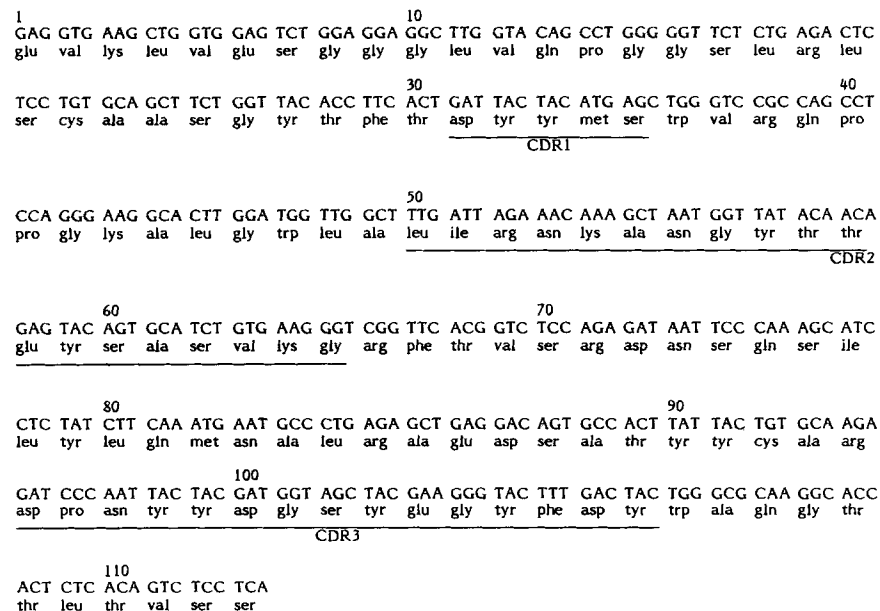 1 10
GAG GTG AAG CTG GTG GAG TCT GGA GGA GGC TTG GTA CAG CCT GGG GGT TCT CTG AGA CTC
glu val lys leu val glu ser gly gly gly leu val gln pro gly gly ser leu arg leu
30 40
TCC TGT GCA GCT TCT GGT TAC ACC TTC ACT GAT TAC TAC ATG AGC TGG GTC CGC CAG CCT
ser cys ala ala ser gly tyr thr phe thr asp tyr tyr met ser trp val arg gln pro
CDR1
50
CCA GGG AAG GCA CTT GGA TGG TTG GCT TTG ATT AGA AAC AAA GCT AAT GGT TAT ACA ACA
pro gly lys ala leu gly trp leu ala leu ile arg asn lys ala asn gly tyr thr thr
CDR2
60 70
GAG TAC AGT GCA TCT GTG AAG GGT CGG TTC ACG GTC TCC AGA GAT AAT TCC CAA AGC ATC
glu tyr ser ala ser val lys gly arg phe thr val ser arg asp asn ser gln ser ile
80 90
CTC TAT CTT CAA ATG AAT GCC CTG AGA GCT GAG GAC AGT GCC ACT TAT TAC TGT GCA AGA
leu tyr leu gln met asn ala leu arg ala glu asp ser ala thr tyr tyr cys ala arg
100
GAT CCC AAT TAC TAC GAT GGT AGC TAC GAA GGG TAC TTT GAC TAC TGG GCG CAA GGC ACC
asp pro asn tyr tyr asp gly ser tyr glu gly tyr phe asp tyr trp ala gln gly thr
CDR3
110
ACT CTC ACA GTC TCC TCA
thr leu thr val ser ser